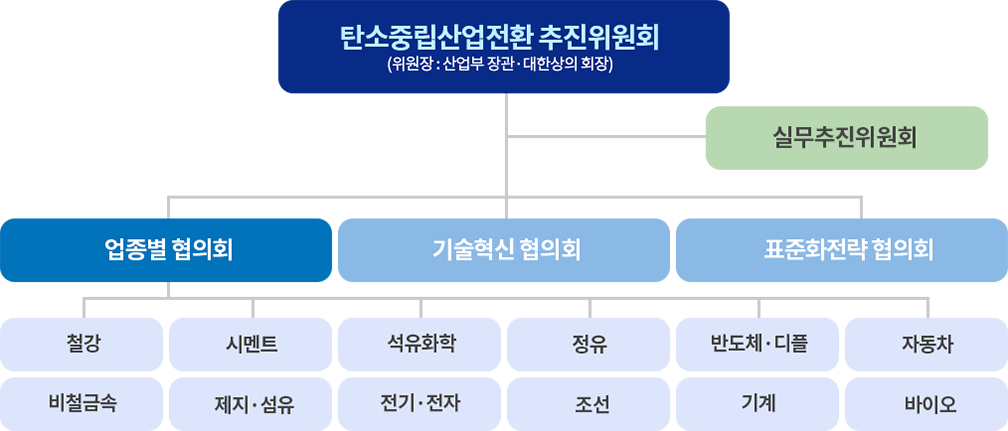 탄소중립산업전환 추진위원회
(위원장 : 산업부 장관 · 대한상의 회장)
실무추진위원회
업종별 협의회
기술혁신 협의회
표준화전략 협의회
철강
시멘트
석유화학
정유
반도체 · 디플
자동차
비철금속
제지 · 섬유
전기 · 전자
조선
기계
바이오